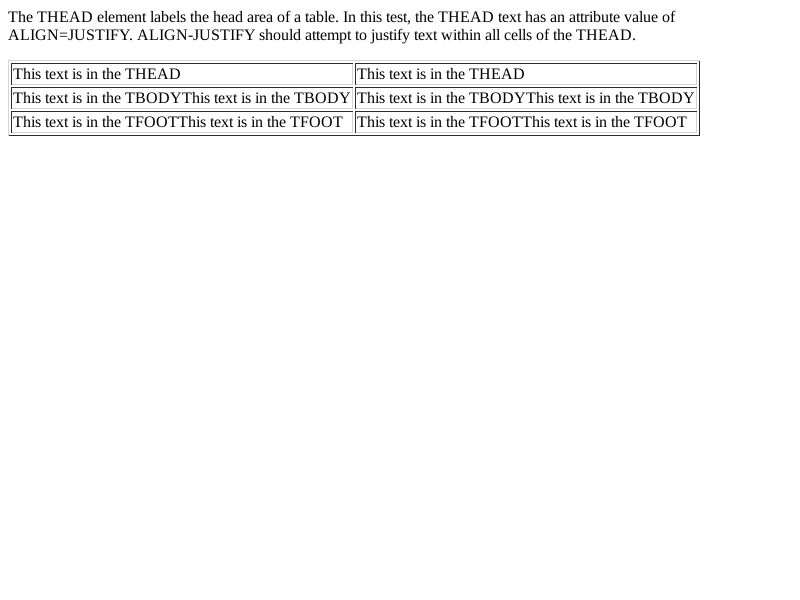 The THEAD element labels the head area of a table. In this test, the THEAD text has an attribute value of
ALIGN=JUSTIFY. ALIGN-JUSTIFY should attempt to justify text within all cells of the THEAD.
This text is in the THEAD This text is in the THEAD
This text is in the TBODYThis text is in the TBODY This text is in the TBODYThis text is in the TBODY
This text is in the TFOOTThis text is in the TFOOT This text is in the TFOOTThis text is in the TFOOT